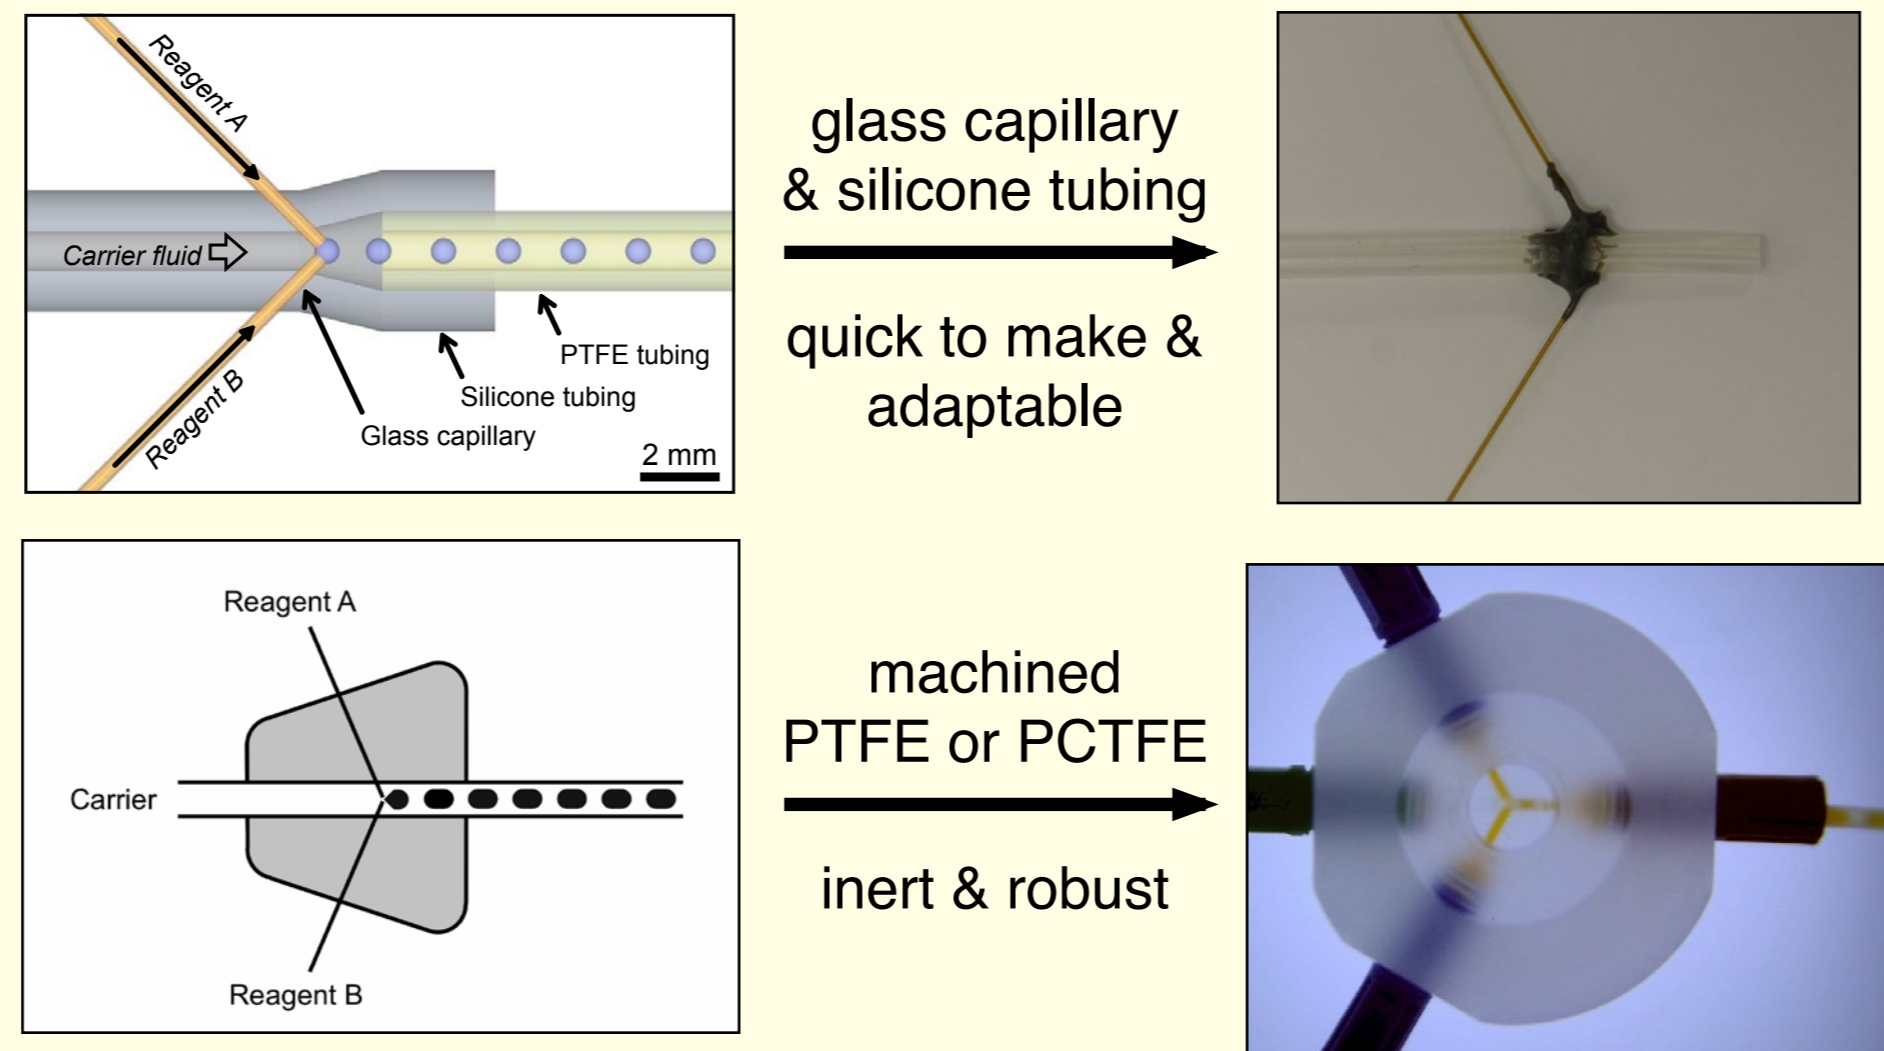 Reagent A
Carrier fluid
Reagent B
PTFE tubing
Silicone tubing
Glass capillary
2 mm
glass capillary
& silicone tubing
quick to make &
adaptable
Reagent A
Carrier
Reagent B
machined
PTFE or PCTFE
inert & robust